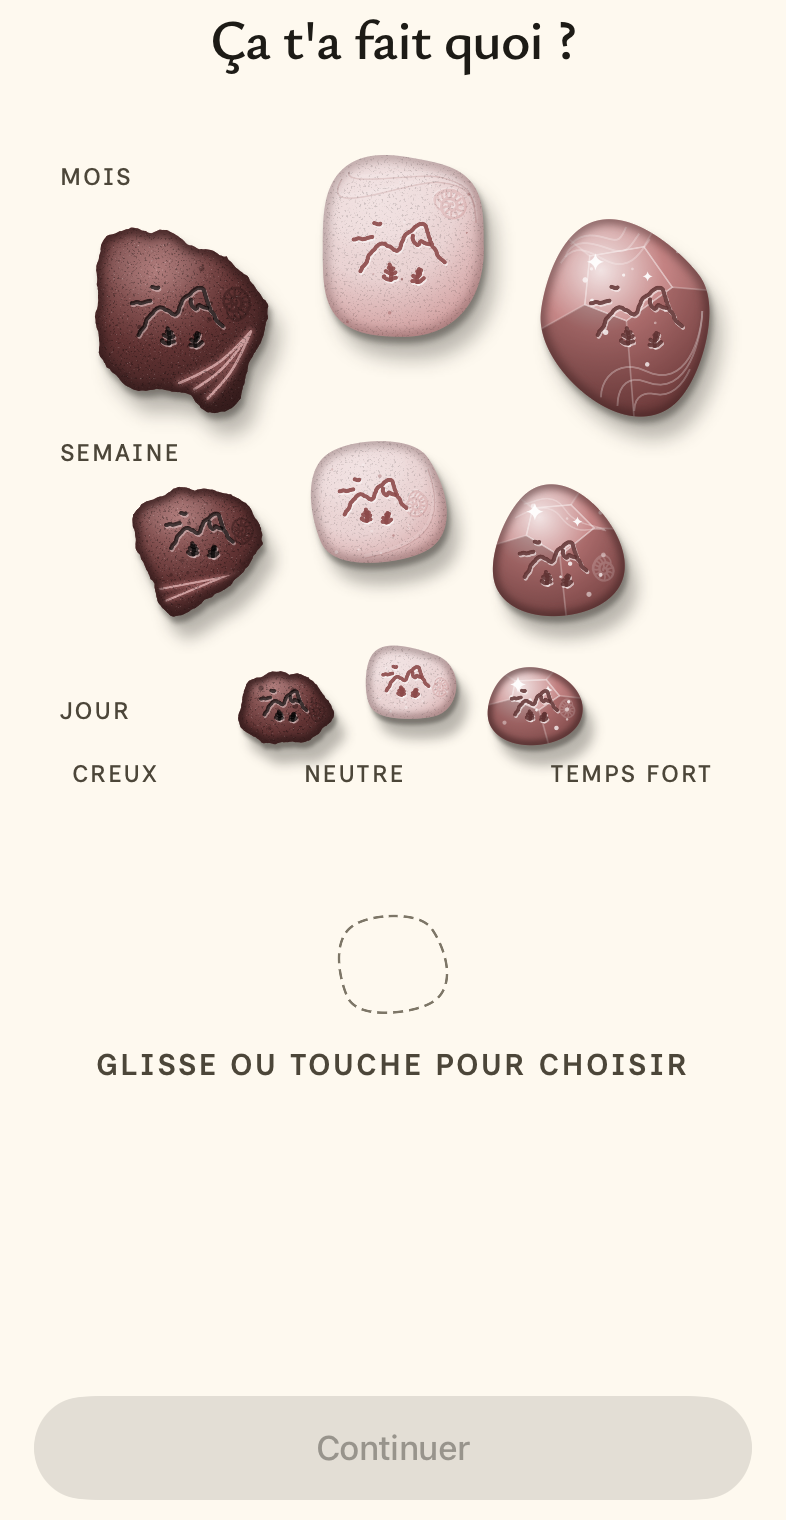 Ça t'a fait quoi ?
MOIS
SEMAINE
JOUR
CREUX NEUTRE TEMPS FORT
GLISSE OU TOUCHE POUR CHOISIR
Continuer